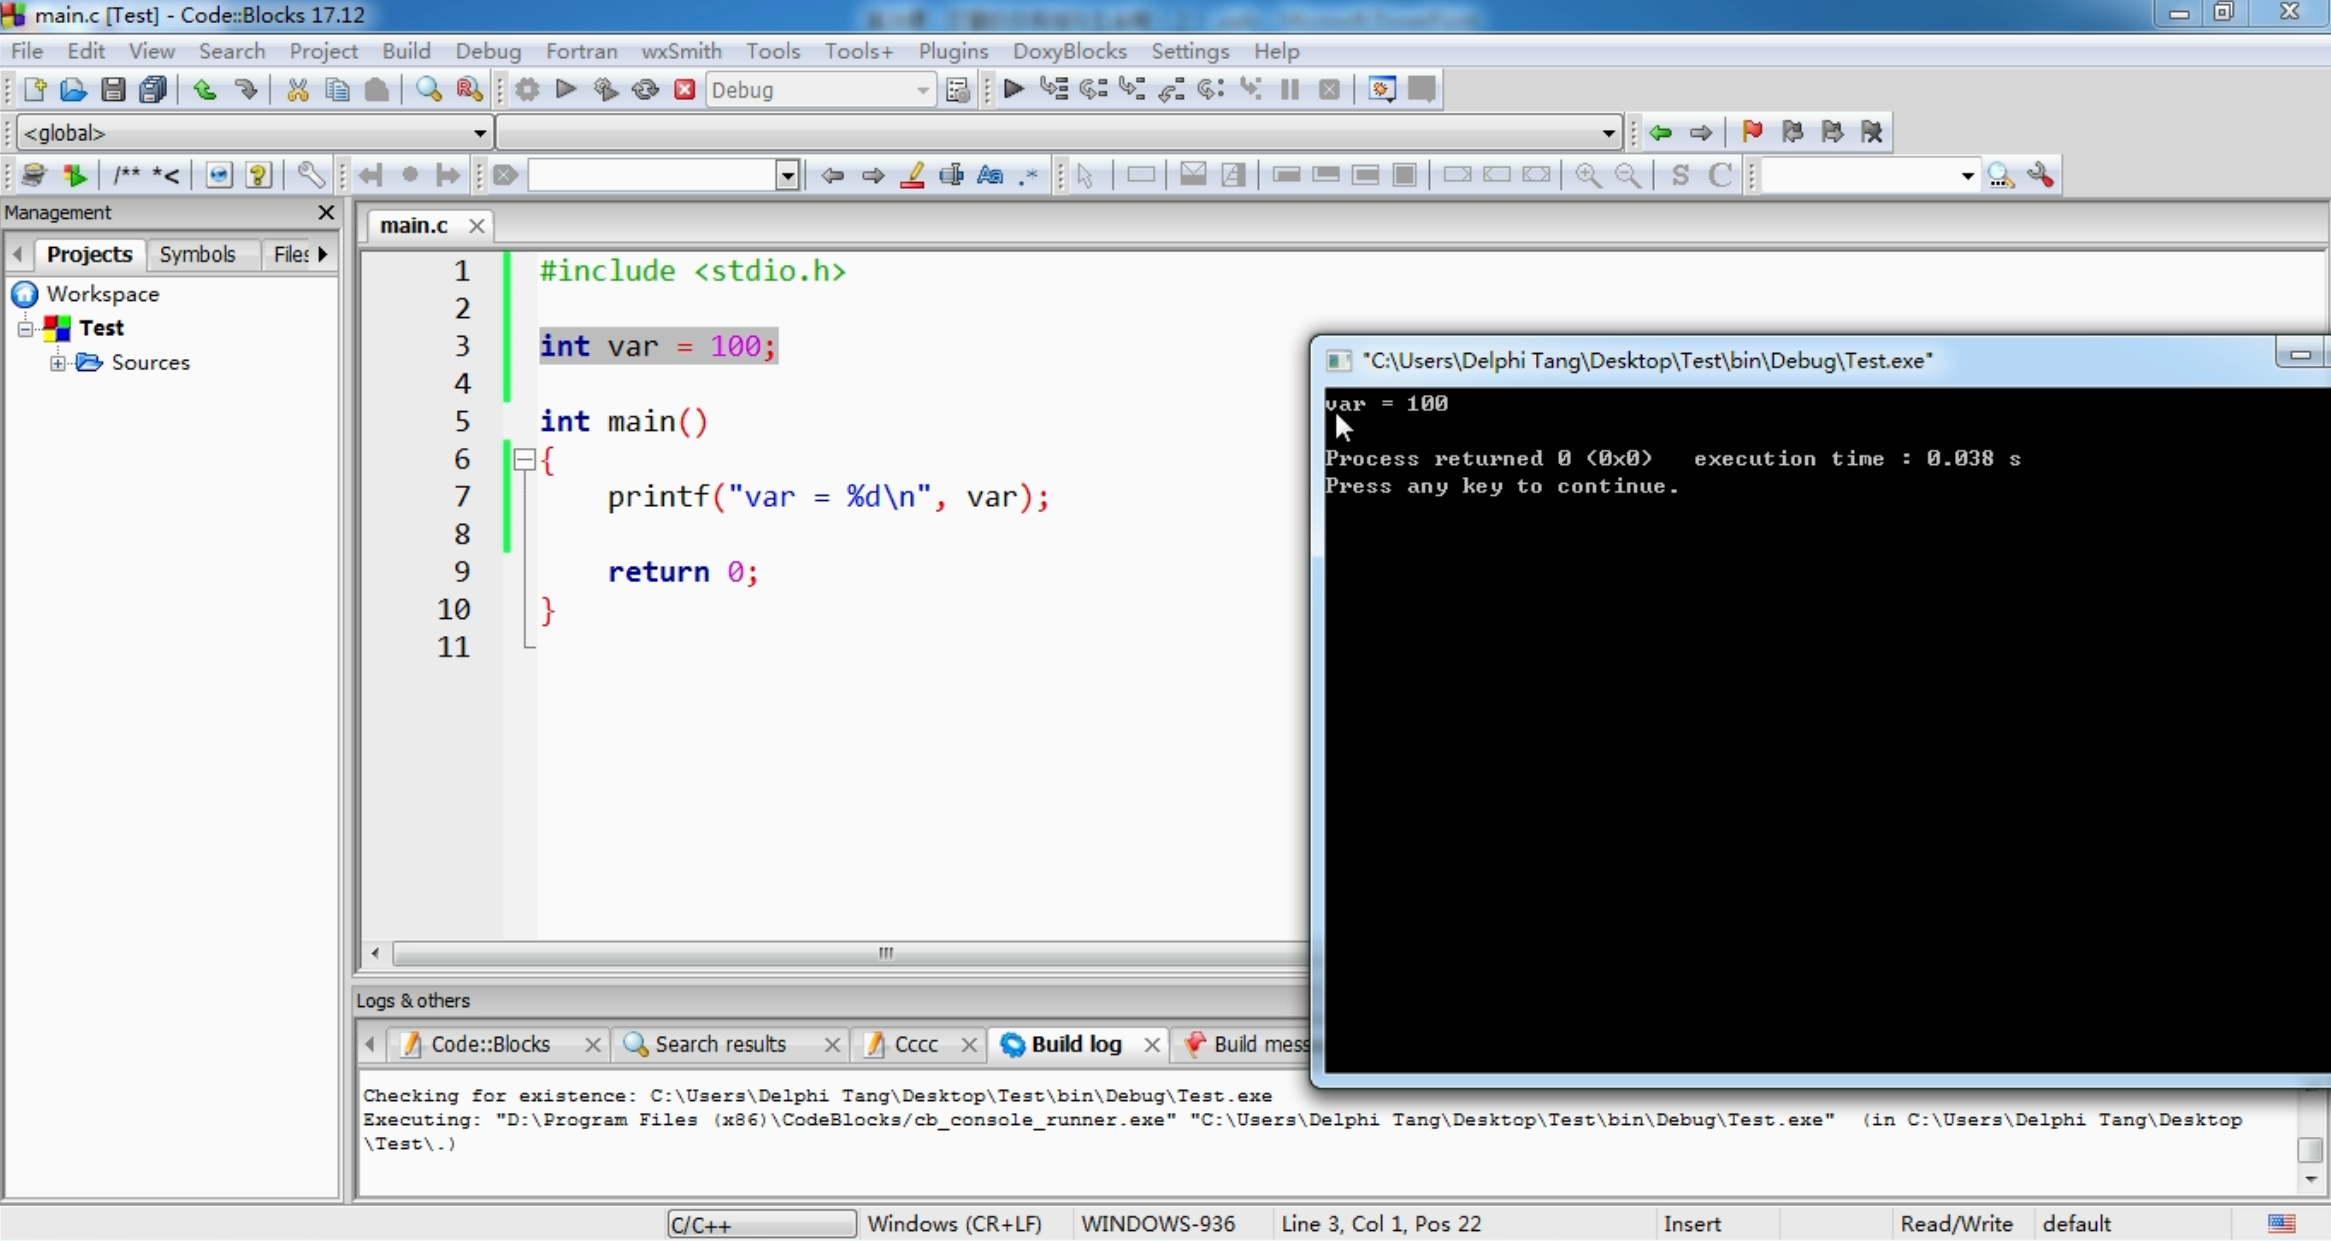 main.c [Test] - Code::Blocks 17.12
File Edit View Search Project Build Debug Fortran wxSmith Tools Tools+ Plugins DoxyBlocks Settings Help
Debug
<global>
/** *<
Aa .*
S C
Management
Projects Symbols Files
Workspace
Test
Sources
main.c
1 #include <stdio.h>
2
3 int var = 100;
4
5 int main()
6 {
7 printf("var = %d\n", var);
8
9 return 0;
10 }
11
"C:\Users\Delphi Tang\Desktop\Test\bin\Debug\Test.exe"
var = 100
Process returned 0 (0x0) execution time : 0.038 s
Press any key to continue.
Logs & others
Code::Blocks Search results Cccc Build log Build mess
Checking for existence: C:\Users\Delphi Tang\Desktop\Test\bin\Debug\Test.exe
Executing: "D:\Program Files (x86)\CodeBlocks/cb_console_runner.exe" "C:\Users\Delphi Tang\Desktop\Test\bin\Debug\Test.exe" (in C:\Users\Delphi Tang\Desktop
\Test\.)
C/C++ Windows (CR+LF) WINDOWS-936 Line 3, Col 1, Pos 22 Insert Read/Write default